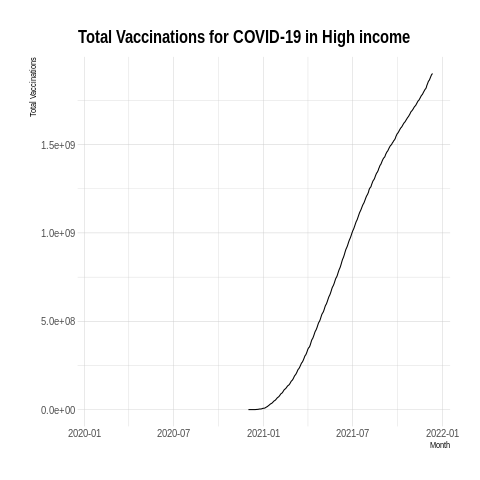 Total Vaccinations for COVID-19 in High income
Total Vaccinations
1.5e+09
1.0e+09
5.0e+08
0.0e+00
2020-01 2020-07 2021-01 2021-07 2022-01
Month